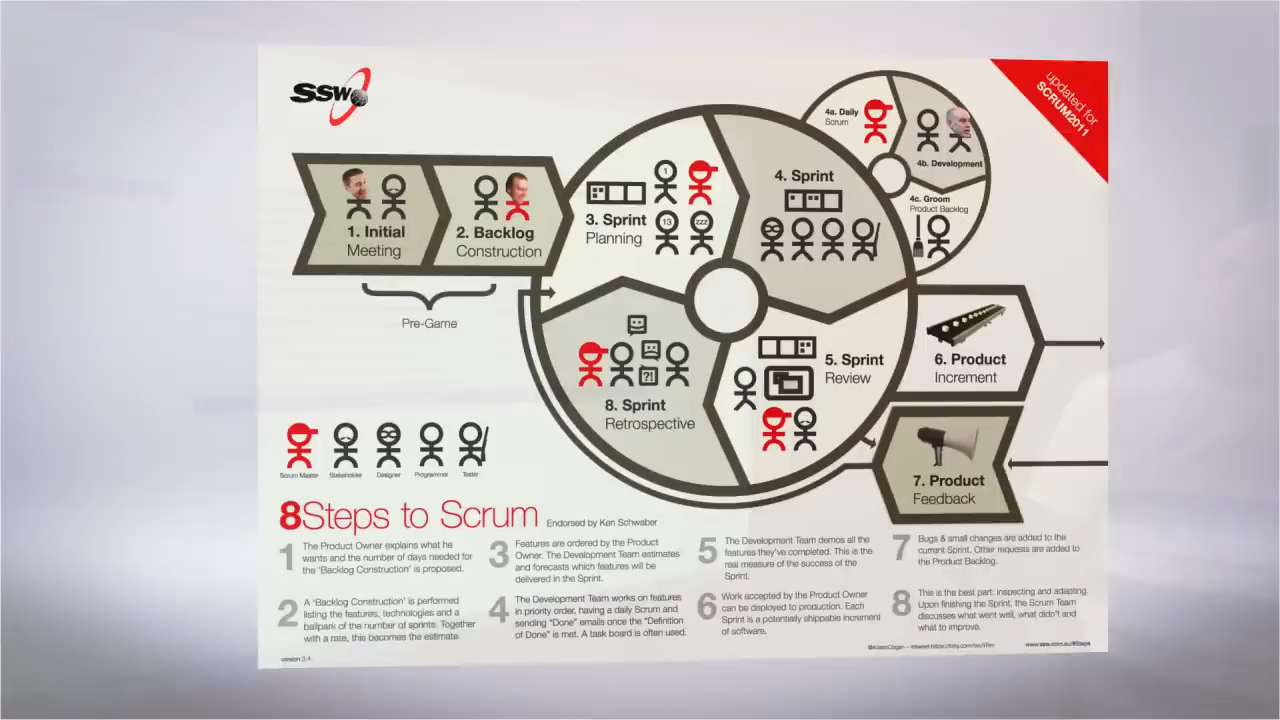 SSW
updated for
SCRUM2011
4a. Daily
Scrum
4b. Development
4c. Groom
Product Backlog
1. Initial
Meeting
2. Backlog
Construction
Pre-Game
1
13
zzz
3. Sprint
Planning
4. Sprint
5. Sprint
Review
6. Product
Increment
7. Product
Feedback
?!
8. Sprint
Retrospective
Scrum Master
Stakeholder
Designer
Programmer
Tester
8Steps to Scrum
Endorsed by Ken Schwaber
1
The Product Owner explains what he
wants and the number of days needed for
the 'Backlog Construction' is proposed.
2
A 'Backlog Construction' is performed
listing the features, technologies and a
ballpark of the number of sprints. Together
with a rate, this becomes the estimate.
3
Features are ordered by the Product
Owner. The Development Team estimates
and forecasts which features will be
delivered in the Sprint.
4
The Development Team works on features
in priority order, having a daily Scrum and
sending "Done" emails once the "Definition
of Done" is met. A task board is often used.
5
The Development Team demos all the
features they've completed. This is the
real measure of the success of the
Sprint.
6
Work accepted by the Product Owner
can be deployed to production. Each
Sprint is a potentially shippable increment
of software.
7
Bugs & small changes are added to the
current Sprint. Other requests are added to
the Product Backlog.
8
This is the best part: inspecting and adapting.
Upon finishing the Sprint, the Scrum Team
discusses what went well, what didn't and
what to improve.
version 3.4
@AdamCogan – retweet
www.ssw.com.au/8Steps